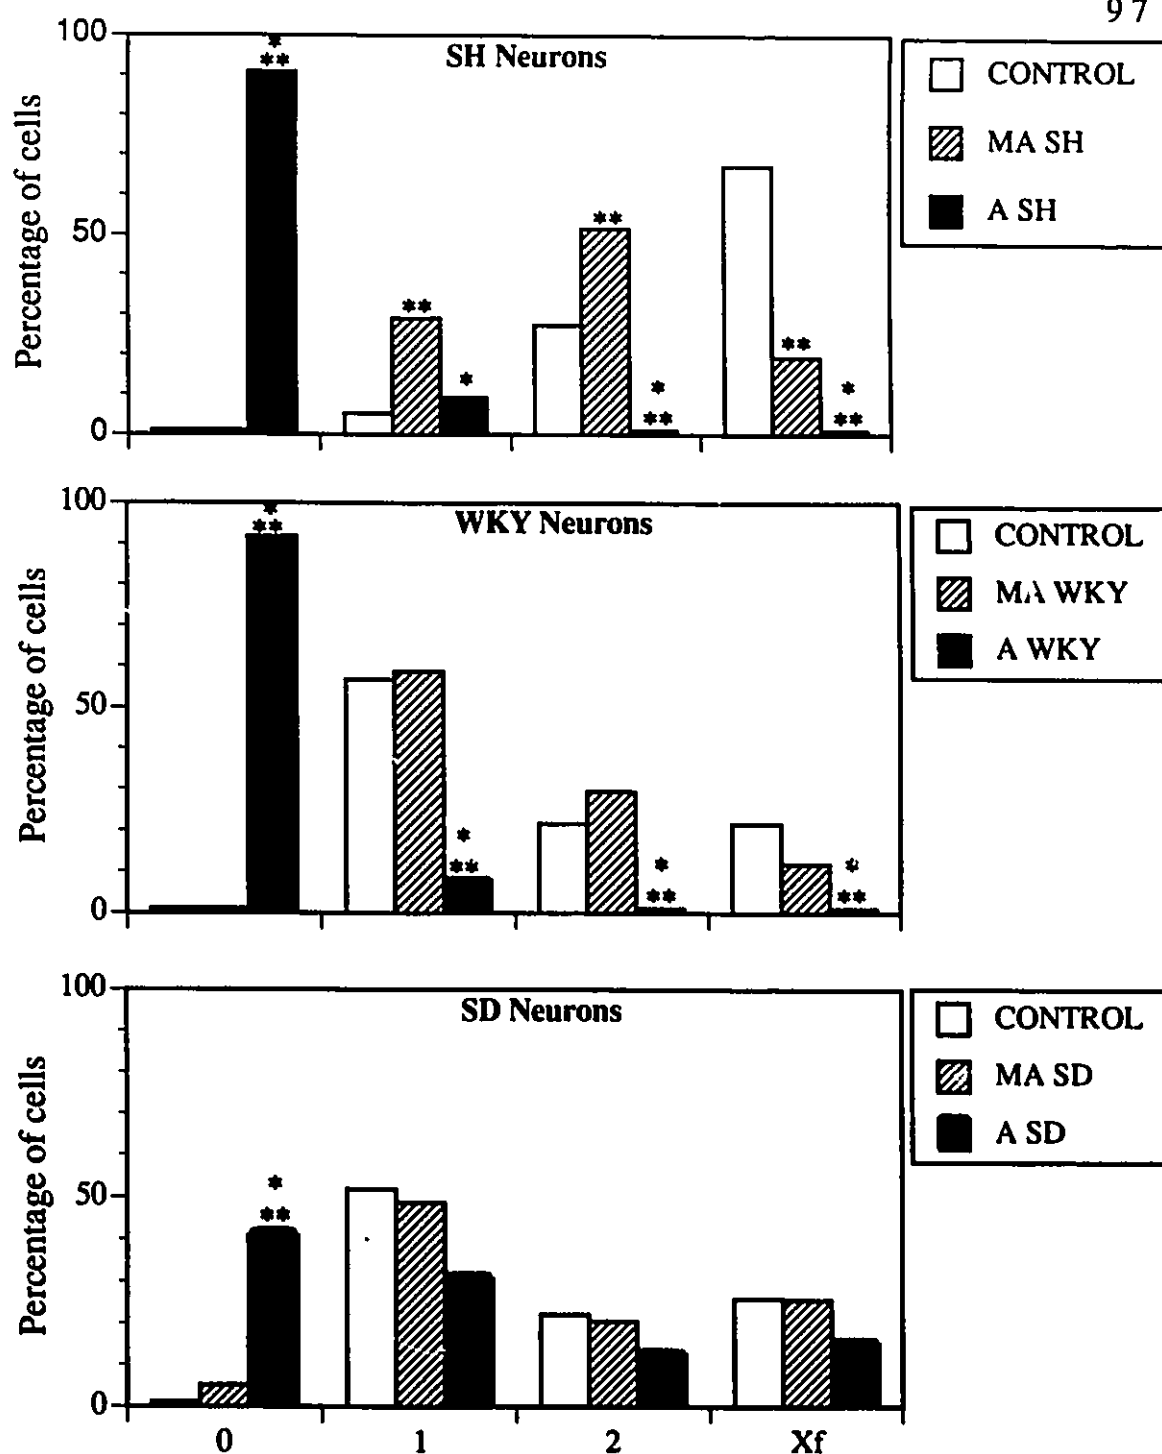 97
100
SH Neurons
Percentage of cells
50
0
*
**
**
*
**
*
**
**
*
**
CONTROL
MA SH
A SH
100
WKY Neurons
Percentage of cells
50
0
*
**
*
**
*
**
*
**
CONTROL
MA WKY
A WKY
100
SD Neurons
Percentage of cells
50
0
*
**
CONTROL
MA SD
A SD
0 1 2 Xf